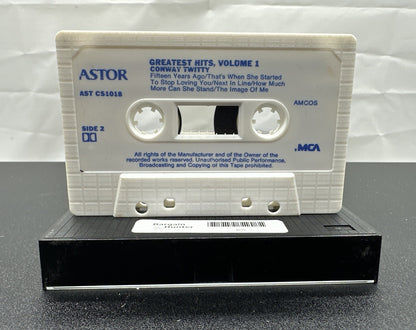 GREATEST HITS, VOLUME 1
CONWAY TWITTY
ASTOR
Fifteen Years Ago/That's When She Started
To Stop Loving You/Next In Line/How Much
More Can She Stand/The Image Of Me
AST CS1018
AMCOS
SIDE 2
MCA
All rights of the Manufacturer and of the Owner of the
recorded works reserved. Unauthorised Public Performance,
Broadcasting and Copying of this Tape prohibited.
Bargain
Hunter